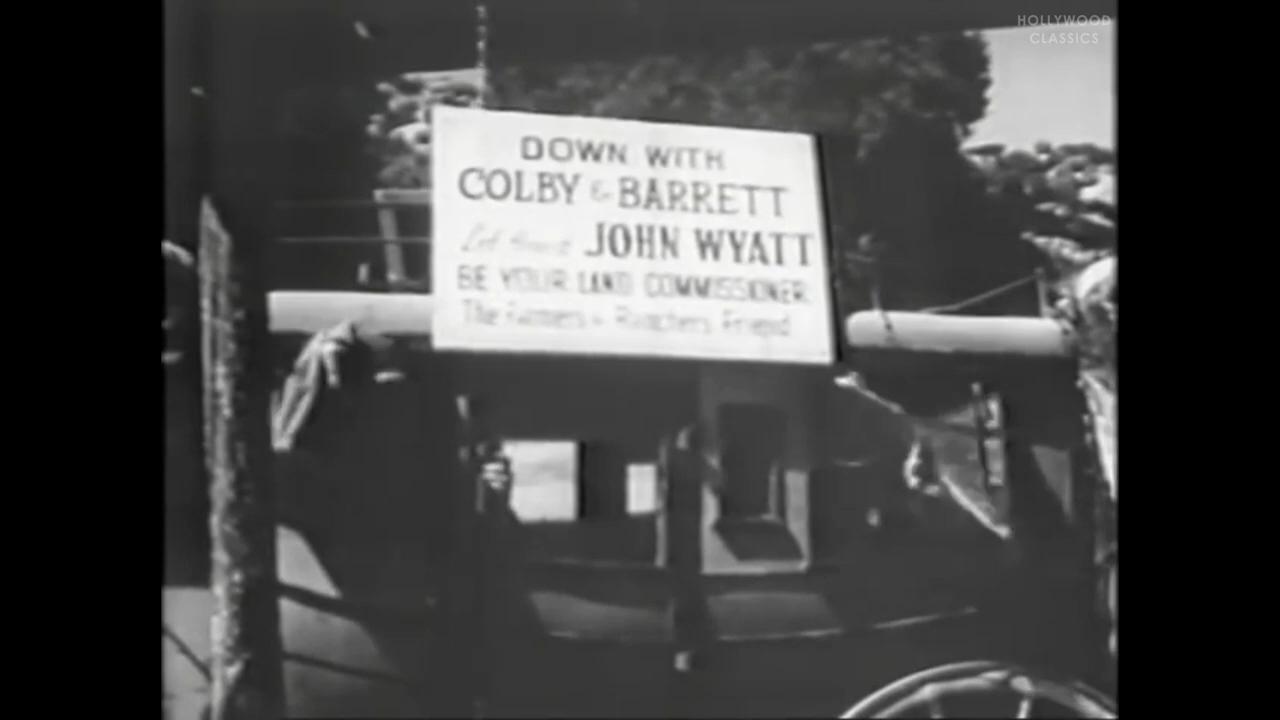 HOLLYWOOD
CLASSICS
DOWN WITH
COLBY & BARRETT
JOHN WYATT
BE YOUR LAND COMMISSIONER
The Farmers & Ranchers Friend